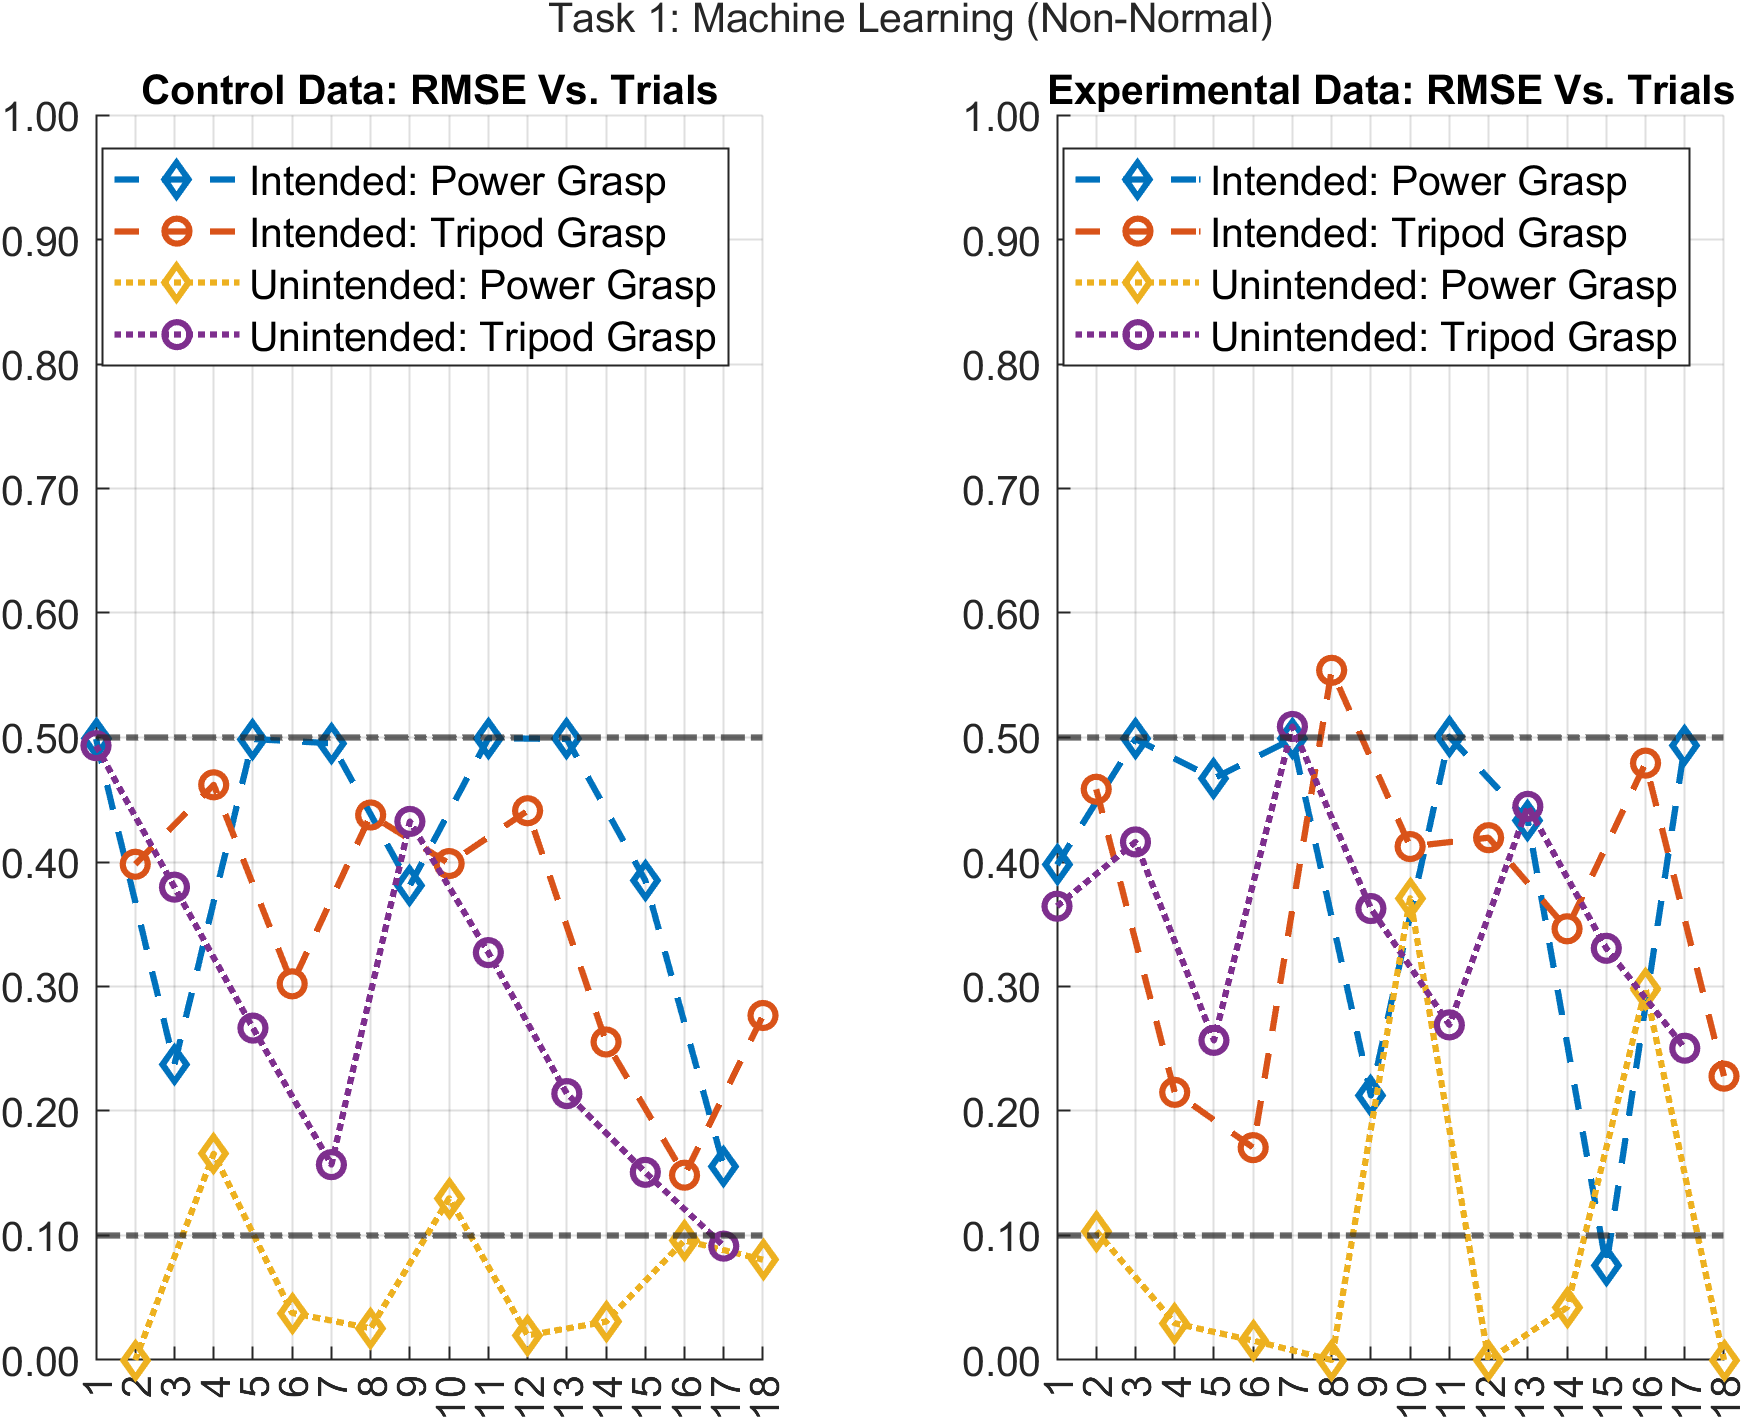 Task 1: Machine Learning (Non-Normal)
Control Data: RMSE Vs. Trials
1.00
0.90
0.80
0.70
0.60
0.50
0.40
0.30
0.20
0.10
0.00
Intended: Power Grasp
Intended: Tripod Grasp
Unintended: Power Grasp
Unintended: Tripod Grasp
1 2 3 4 5 6 7 8 9 10 11 12 13 14 15 16 17 18
Experimental Data: RMSE Vs. Trials
1.00
0.90
0.80
0.70
0.60
0.50
0.40
0.30
0.20
0.10
0.00
Intended: Power Grasp
Intended: Tripod Grasp
Unintended: Power Grasp
Unintended: Tripod Grasp
1 2 3 4 5 6 7 8 9 10 11 12 13 14 15 16 17 18